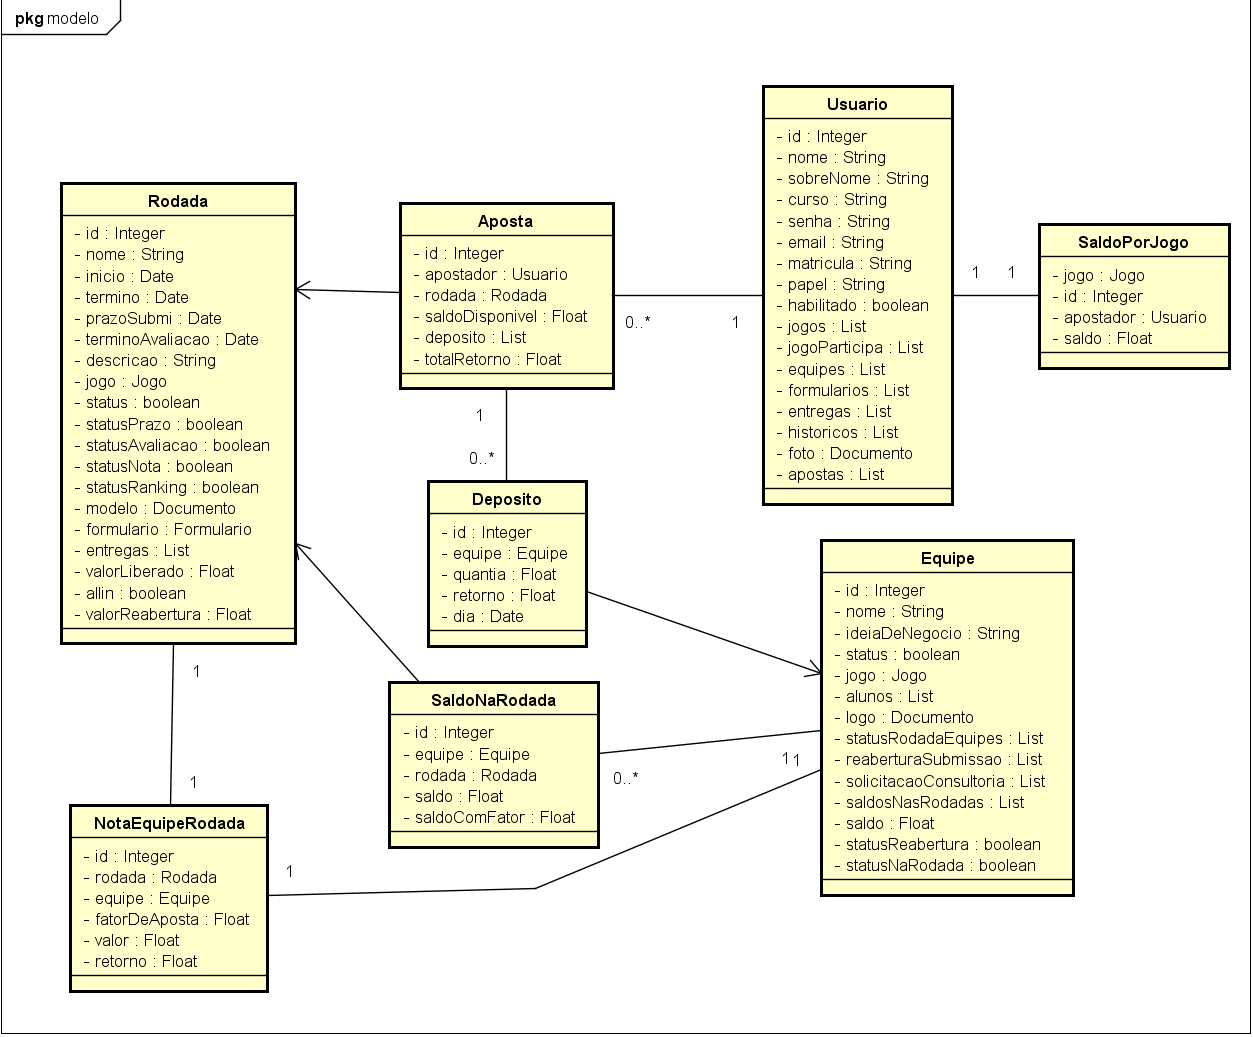 pkg modelo
Usuario
- id : Integer
- nome : String
- sobreNome : String
- curso : String
- senha : String
- email : String
- matricula : String
- papel : String
- habilitado : boolean
- jogos : List
- jogoParticipa : List
- equipes : List
- formularios : List
- entregas : List
- historicos : List
- foto : Documento
- apostas : List
Rodada
- id : Integer
- nome : String
- inicio : Date
- termino : Date
- prazoSubmi : Date
- terminoAvaliacao : Date
- descricao : String
- jogo : Jogo
- status : boolean
- statusPrazo : boolean
- statusAvaliacao : boolean
- statusNota : boolean
- statusRanking : boolean
- modelo : Documento
- formulario : Formulario
- entregas : List
- valorLiberado : Float
- allin : boolean
- valorReabertura : Float
Aposta
- id : Integer
- apostador : Usuario
- rodada : Rodada
- saldoDisponivel : Float
- deposito : List
- totalRetorno : Float
0..*
1
1
1
SaldoPorJogo
- jogo : Jogo
- id : Integer
- apostador : Usuario
- saldo : Float
1
0..*
Deposito
- id : Integer
- equipe : Equipe
- quantia : Float
- retorno : Float
- dia : Date
Equipe
- id : Integer
- nome : String
- ideiaDeNegocio : String
- status : boolean
- jogo : Jogo
- alunos : List
- logo : Documento
- statusRodadaEquipes : List
- reaberturaSubmissao : List
- solicitacaoConsultoria : List
- saldosNasRodadas : List
- saldo : Float
- statusReabertura : boolean
- statusNaRodada : boolean
SaldoNaRodada
- id : Integer
- equipe : Equipe
- rodada : Rodada
- saldo : Float
- saldoComFator : Float
0..*
1
1
1
1
NotaEquipeRodada
- id : Integer
- rodada : Rodada
- equipe : Equipe
- fatorDeAposta : Float
- valor : Float
- retorno : Float
1